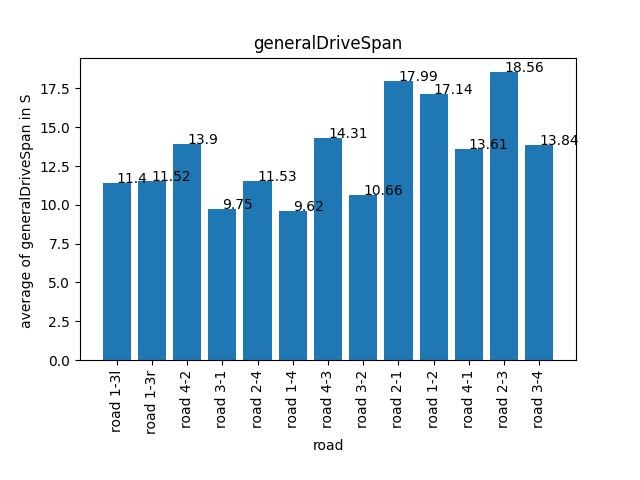 generalDriveSpan
average of generalDriveSpan in S
17.5
15.0
12.5
10.0
7.5
5.0
2.5
0.0
11.4
11.52
13.9
9.75
11.53
9.62
14.31
10.66
17.99
17.14
13.61
18.56
13.84
road 1-3l
road 1-3r
road 4-2
road 3-1
road 2-4
road 1-4
road 4-3
road 3-2
road 2-1
road 1-2
road 4-1
road 2-3
road 3-4
road